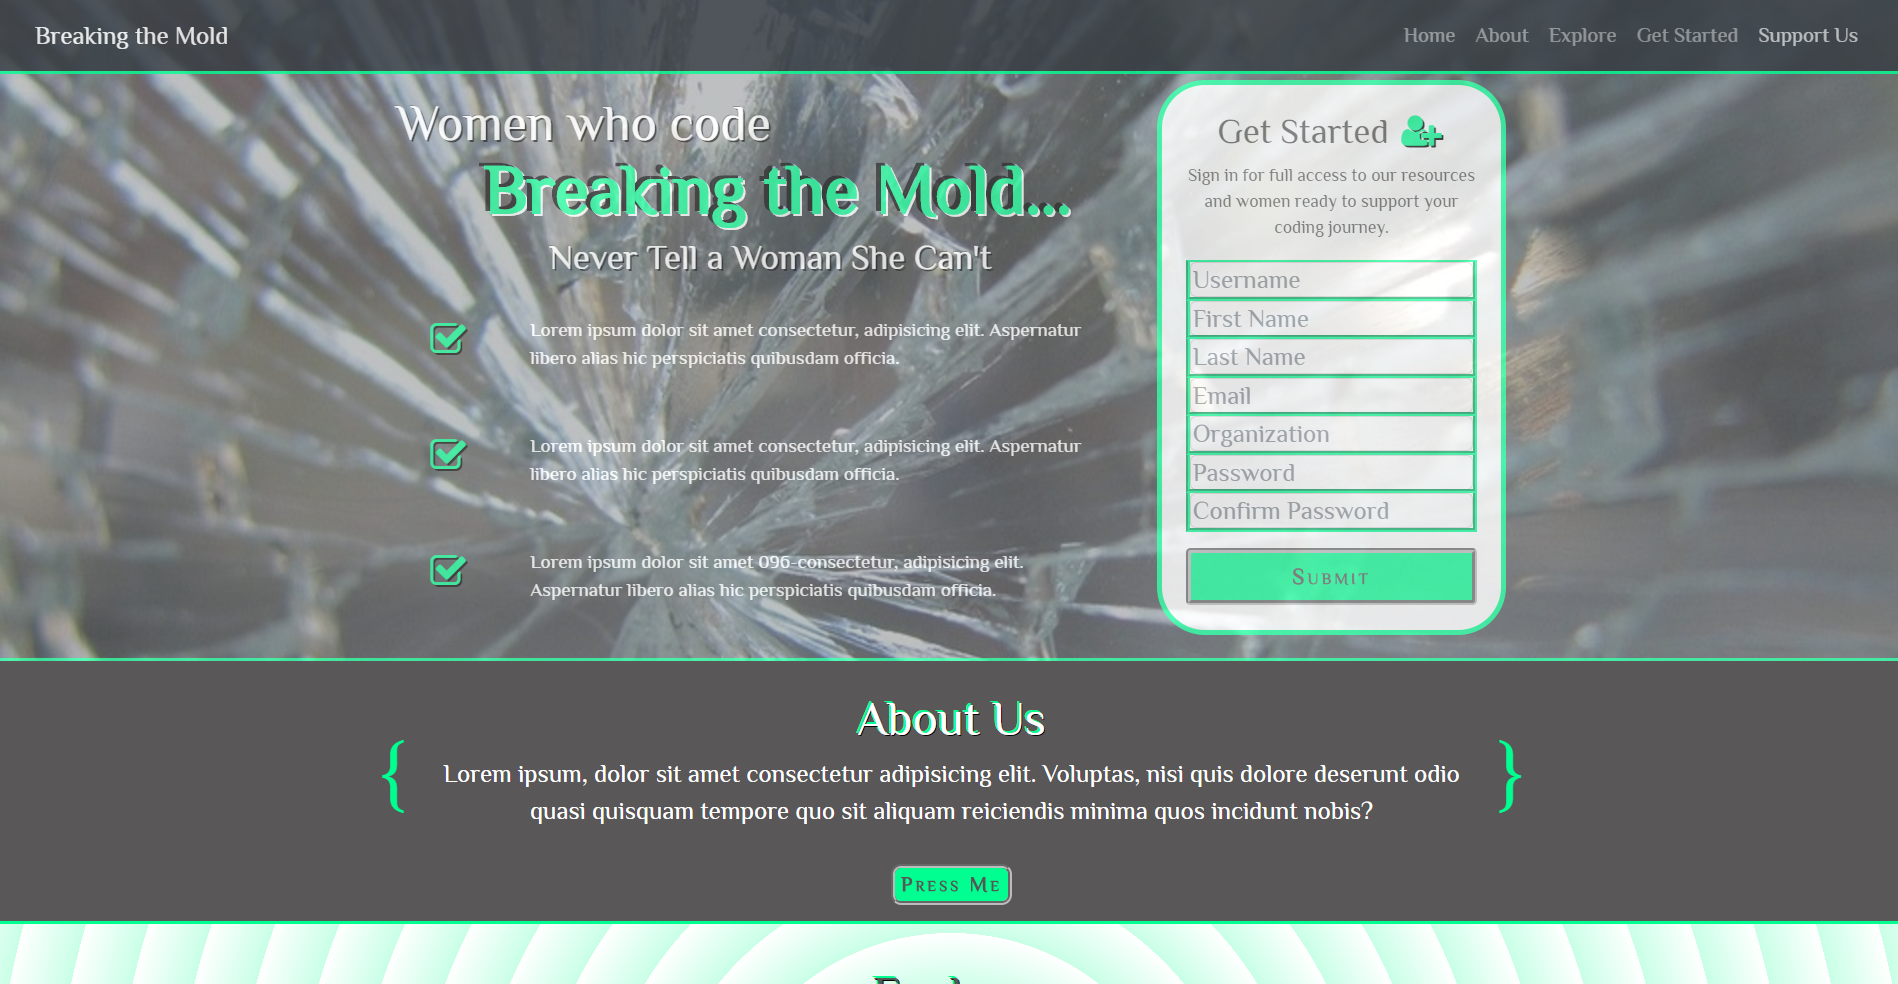 Breaking the Mold
Home About Explore Get Started Support Us
Women who code
Breaking the Mold...
Never Tell a Woman She Can't
Lorem ipsum dolor sit amet consectetur, adipisicing elit. Aspernatur
libero alias hic perspiciatis quibusdam officia.
Lorem ipsum dolor sit amet consectetur, adipisicing elit. Aspernatur
libero alias hic perspiciatis quibusdam officia.
Lorem ipsum dolor sit amet 096-consectetur, adipisicing elit.
Aspernatur libero alias hic perspiciatis quibusdam officia.
Get Started
Sign in for full access to our resources
and women ready to support your
coding journey.
Username
First Name
Last Name
Email
Organization
Password
Confirm Password
Submit
About Us
{
Lorem ipsum, dolor sit amet consectetur adipisicing elit. Voluptas, nisi quis dolore deserunt odio
quasi quisquam tempore quo sit aliquam reiciendis minima quos incidunt nobis?
}
Press Me